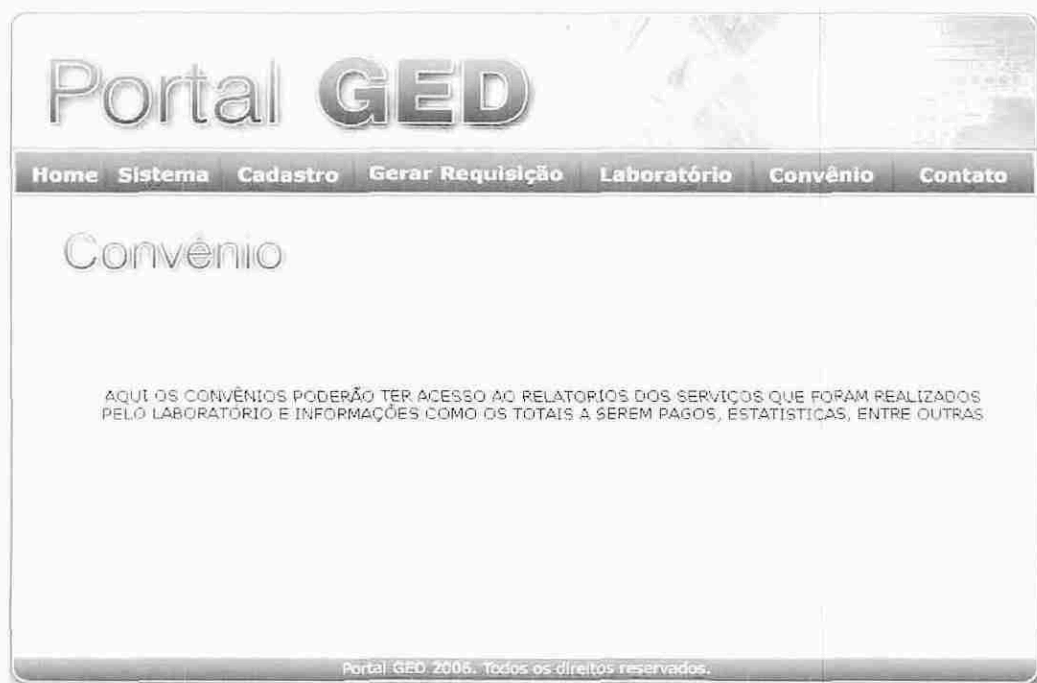 Portal GED
Home Sistema Cadastro Gerar Requisição Laboratório Convênio Contato
Convênio
AQUI OS CONVÊNIOS PODERÃO TER ACESSO AO RELATORIOS DOS SERVIÇOS QUE FORAM REALIZADOS
PELO LABORATÓRIO E INFORMAÇÕES COMO OS TOTAIS A SEREM PAGOS, ESTATISTICAS, ENTRE OUTRAS
Portal GED 2006. Todos os direitos reservados.